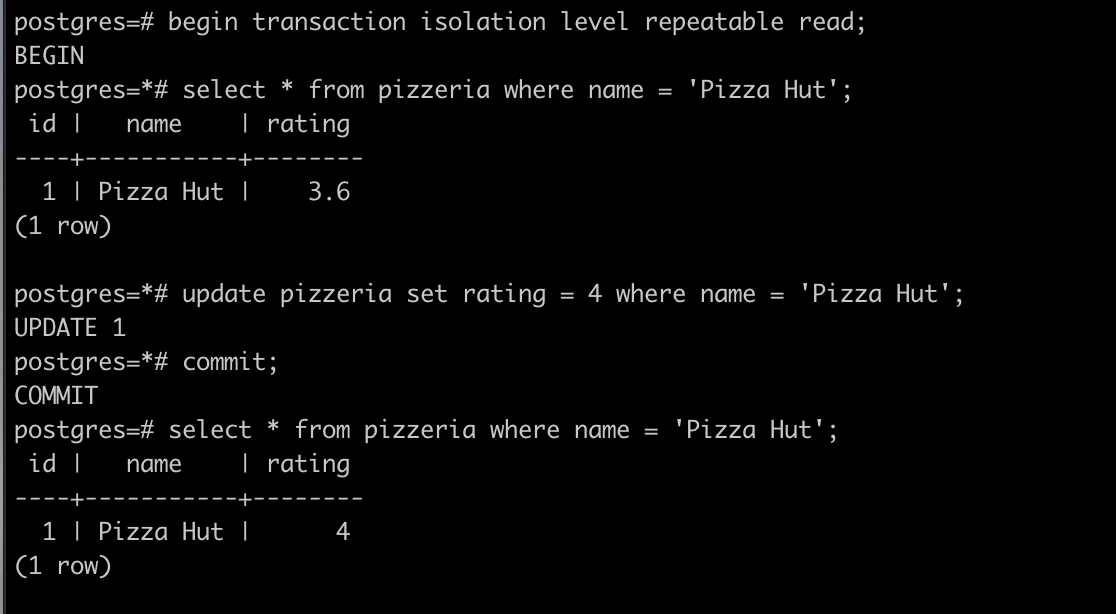 postgres=# begin transaction isolation level repeatable read;
BEGIN
postgres=*# select * from pizzeria where name = 'Pizza Hut';
 id |   name    | rating
----+-----------+--------
  1 | Pizza Hut |    3.6
(1 row)

postgres=*# update pizzeria set rating = 4 where name = 'Pizza Hut';
UPDATE 1
postgres=*# commit;
COMMIT
postgres=# select * from pizzeria where name = 'Pizza Hut';
 id |   name    | rating
----+-----------+--------
  1 | Pizza Hut |      4
(1 row)